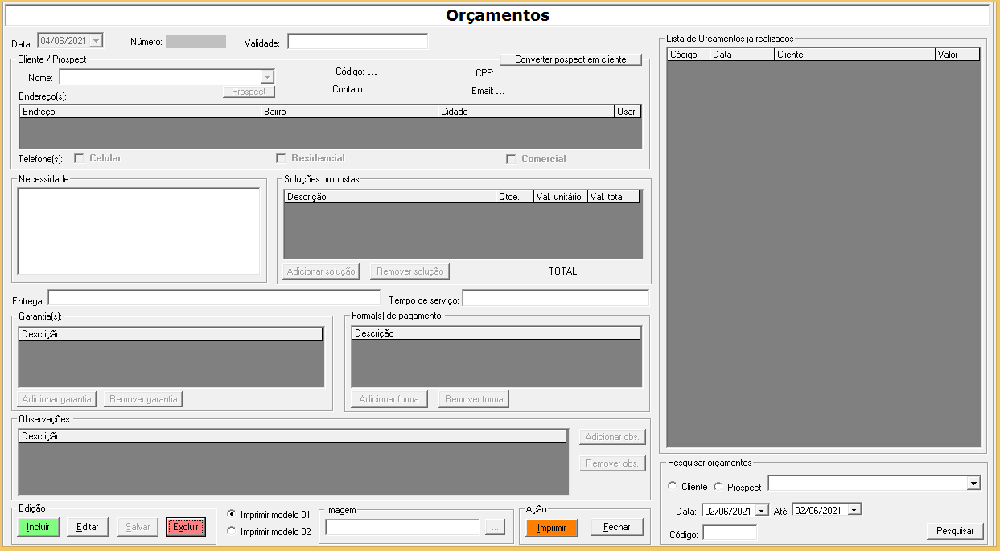 Orçamentos
Data: 04/06/2021 Número: --- Validade:
Cliente / Prospect
Converter pospect em cliente
Nome: Código: ... CPF: ...
Prospect Contato: ... Email: ...
Endereço(s):
Endreço Bairro Cidade Usar
Telefone(s): Celular Residencial Comercial
Necessidade
Soluções propostas
Descrição Qtde. Val. unitário Val. total
Adicionar solução Remover solução TOTAL ...
Entrega: Tempo de serviço:
Garantia(s):
Descrição
Adicionar garantia Remover garantia
Forma(s) de pagamento:
Descrição
Adicionar forma Remover forma
Observações:
Descrição
Adicionar obs.
Remover obs.
Edição
Incluir Editar Salvar Excluir
Imprimir modelo 01
Imprimir modelo 02
Imagem
...
Ação
Imprimir Fechar
Lista de Orçamentos já realizados
Código Data Cliente Valor
Pesquisar orçamentos
Cliente Prospect
Data: 02/06/2021 Até 02/06/2021
Código: Pesquisar